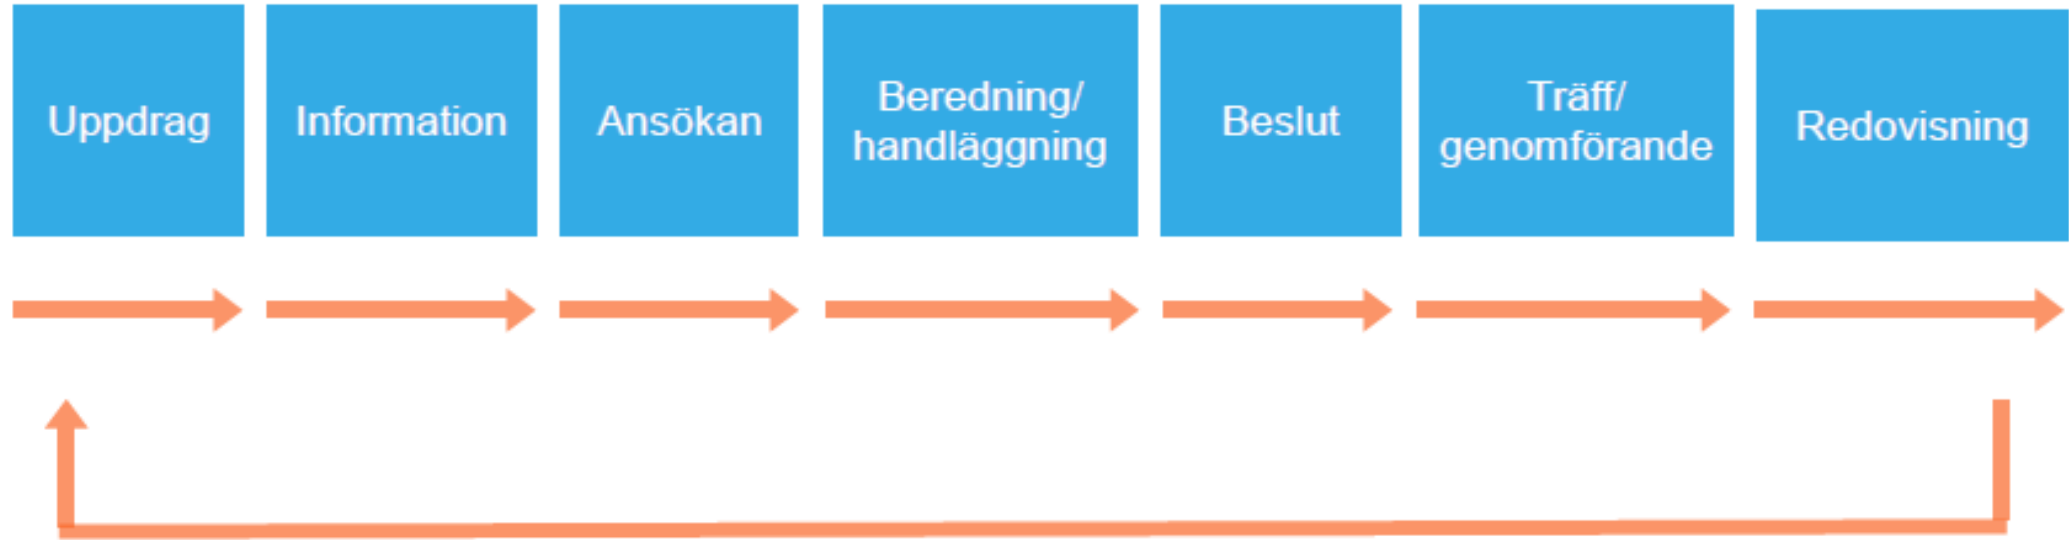 Uppdrag
Information
Ansökan
Beredning/
handläggning
Beslut
Träff/
genomförande
Redovisning